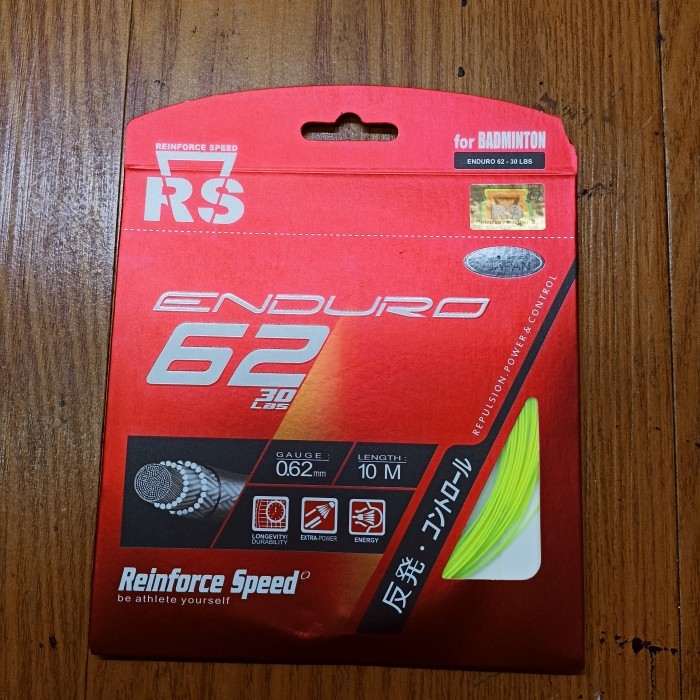 REINFORCE SPEED
RS
for BADMINTON
ENDURO 62 - 30 LBS
JAPAN
ENDURO
62
30
LBS
REPULSION, POWER & CONTROL
GAUGE :
0.62mm
LENGTH :
10 M
LONGEVITY/
DURABILITY
EXTRA-POWER
ENERGY
反発・コントロール
Reinforce Speed
be athlete yourself